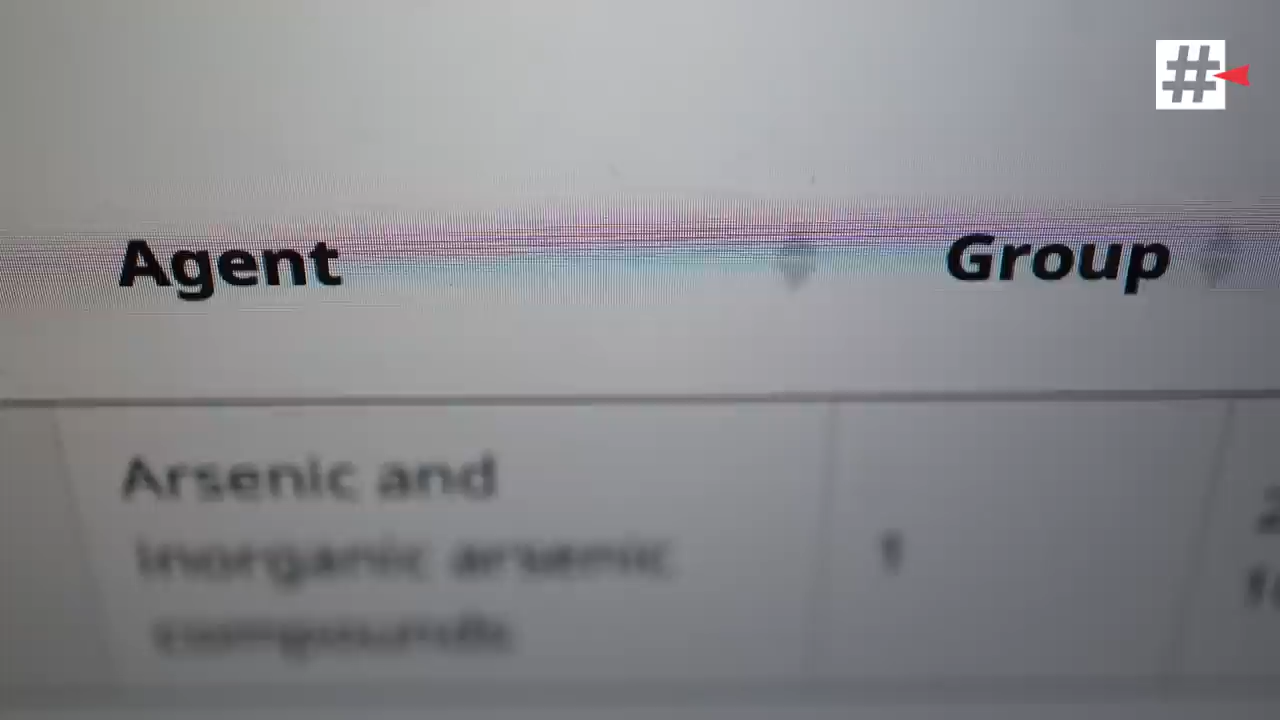 Agent
Group
Arsenic and
inorganic arsenic
compounds
1